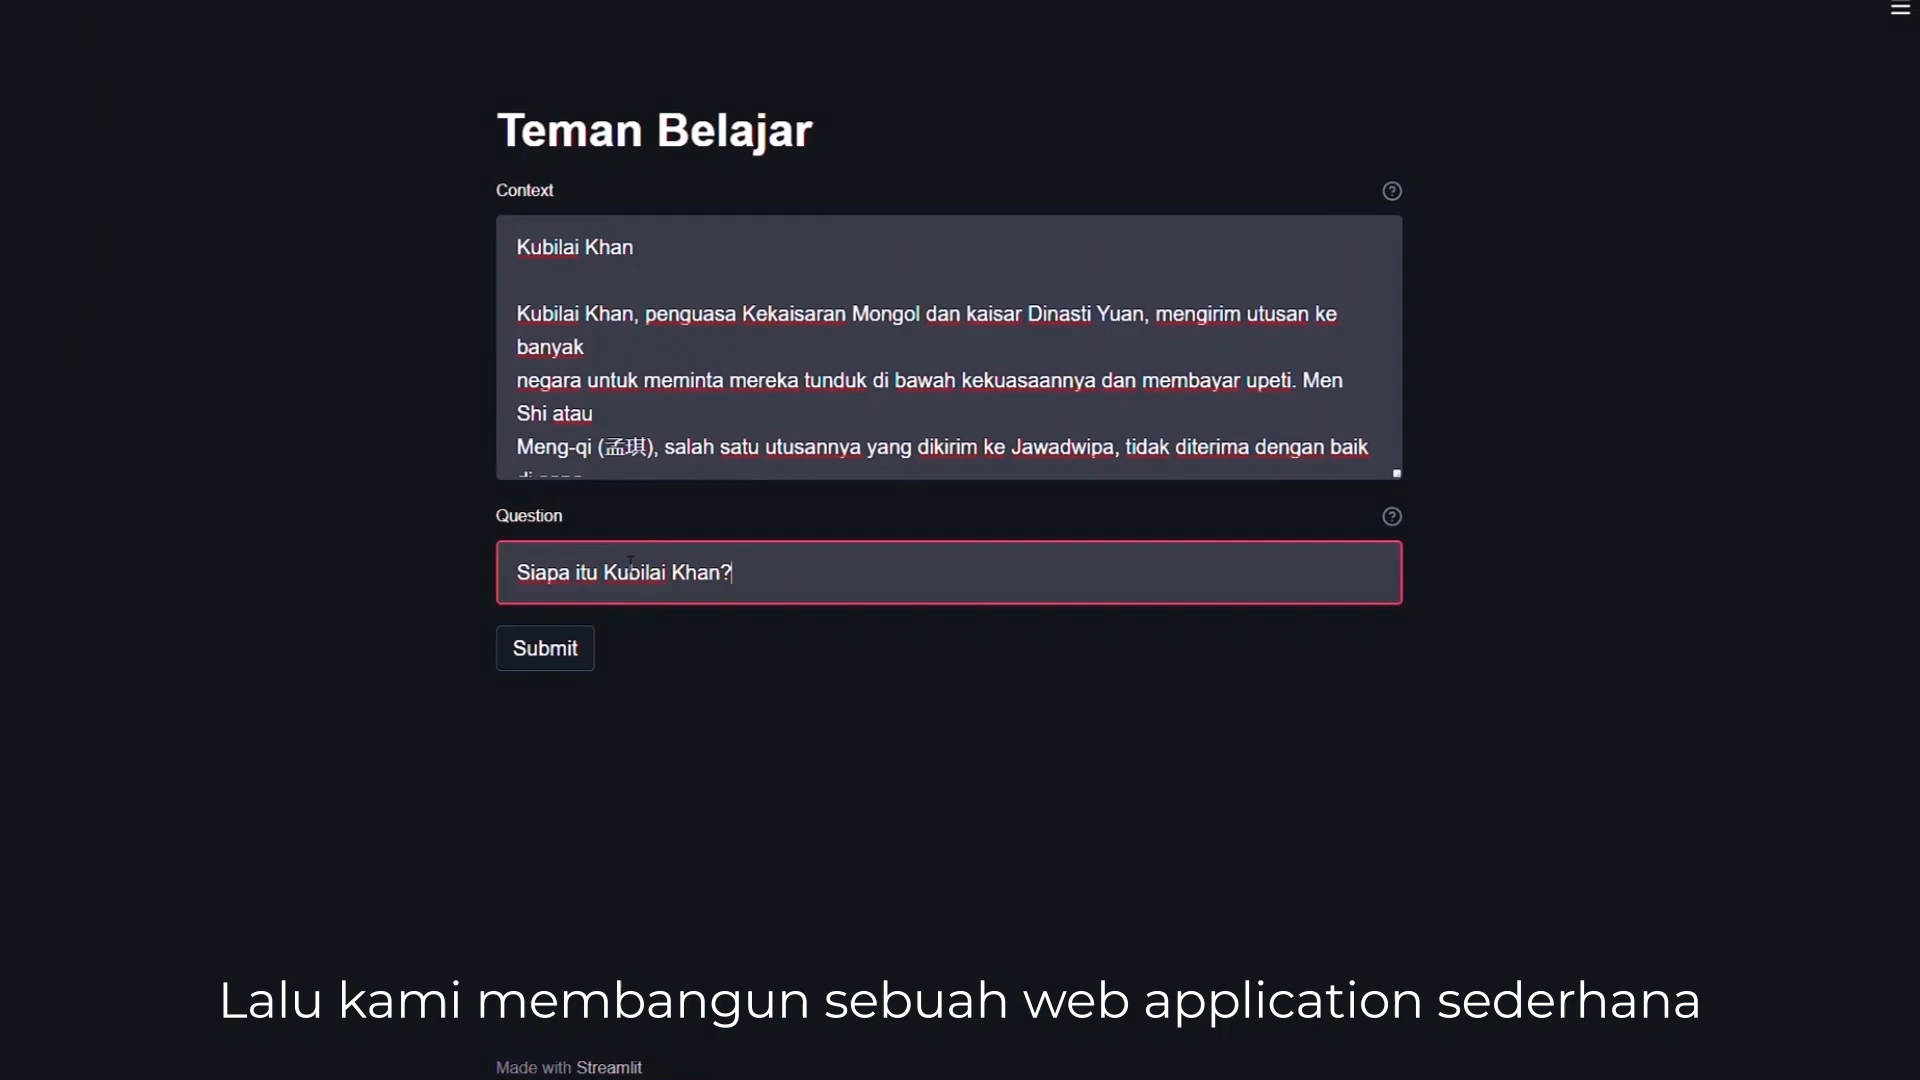 Teman Belajar
Context
Kubilai Khan
Kubilai Khan, penguasa Kekaisaran Mongol dan kaisar Dinasti Yuan, mengirim utusan ke
banyak
negara untuk meminta mereka tunduk di bawah kekuasaannya dan membayar upeti. Men
Shi atau
Meng-qi (孟琪), salah satu utusannya yang dikirim ke Jawadwipa, tidak diterima dengan baik
Question
Siapa itu Kubilai Khan?
Submit
Lalu kami membangun sebuah web application sederhana
Made with Streamlit